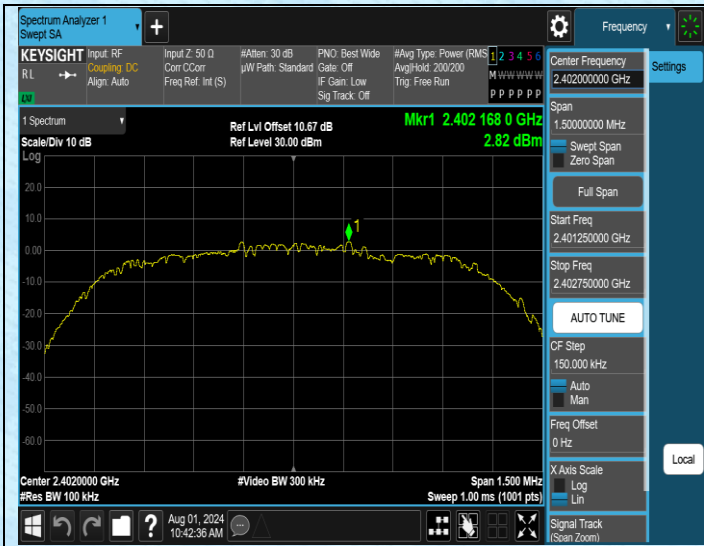 Spectrum Analyzer 1
Swept SA
+
Frequency
KEYSIGHT
RL
LXI
Input: RF
Coupling: DC
Align: Auto
Input Z: 50 Ω
Corr CCorr
Freq Ref: Int (S)
#Atten: 30 dB
µW Path: Standard
PNO: Best Wide
Gate: Off
IF Gain: Low
Sig Track: Off
#Avg Type: Power (RMS
Avg|Hold: 200/200
Trig: Free Run
1 2 3 4 5 6
M W W W W W
P P P P P P
1 Spectrum
Scale/Div 10 dB
Log
Ref Lvl Offset 10.67 dB
Ref Level 30.00 dBm
Mkr1 2.402 168 0 GHz
2.82 dBm
20.0
10.0
0.00
-10.0
-20.0
-30.0
-40.0
-50.0
-60.0
1
Center 2.4020000 GHz
#Res BW 100 kHz
#Video BW 300 kHz
Span 1.500 MHz
Sweep 1.00 ms (1001 pts)
Center Frequency
2.402000000 GHz
Settings
Span
1.50000000 MHz
Swept Span
Zero Span
Full Span
Start Freq
2.401250000 GHz
Stop Freq
2.402750000 GHz
AUTO TUNE
CF Step
150.000 kHz
Auto
Man
Freq Offset
0 Hz
X Axis Scale
Log
Lin
Local
Signal Track
(Span Zoom)
?
Aug 01, 2024
10:42:36 AM